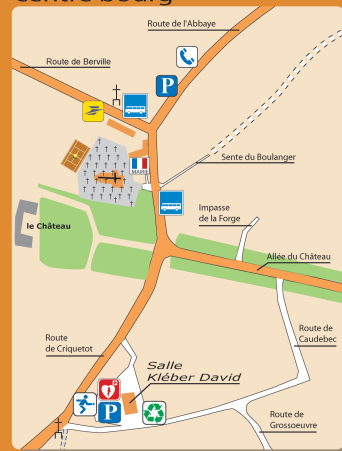 centre bourg
Route de l'Abbaye
Route de Berville
P
MAIRIE
Sente du Boulanger
Impasse
de la Forge
le Château
Allée du Château
Route
de Criquetot
Route de
Caudebec
Salle
Kléber David
P
Route de
Grossoeuvre